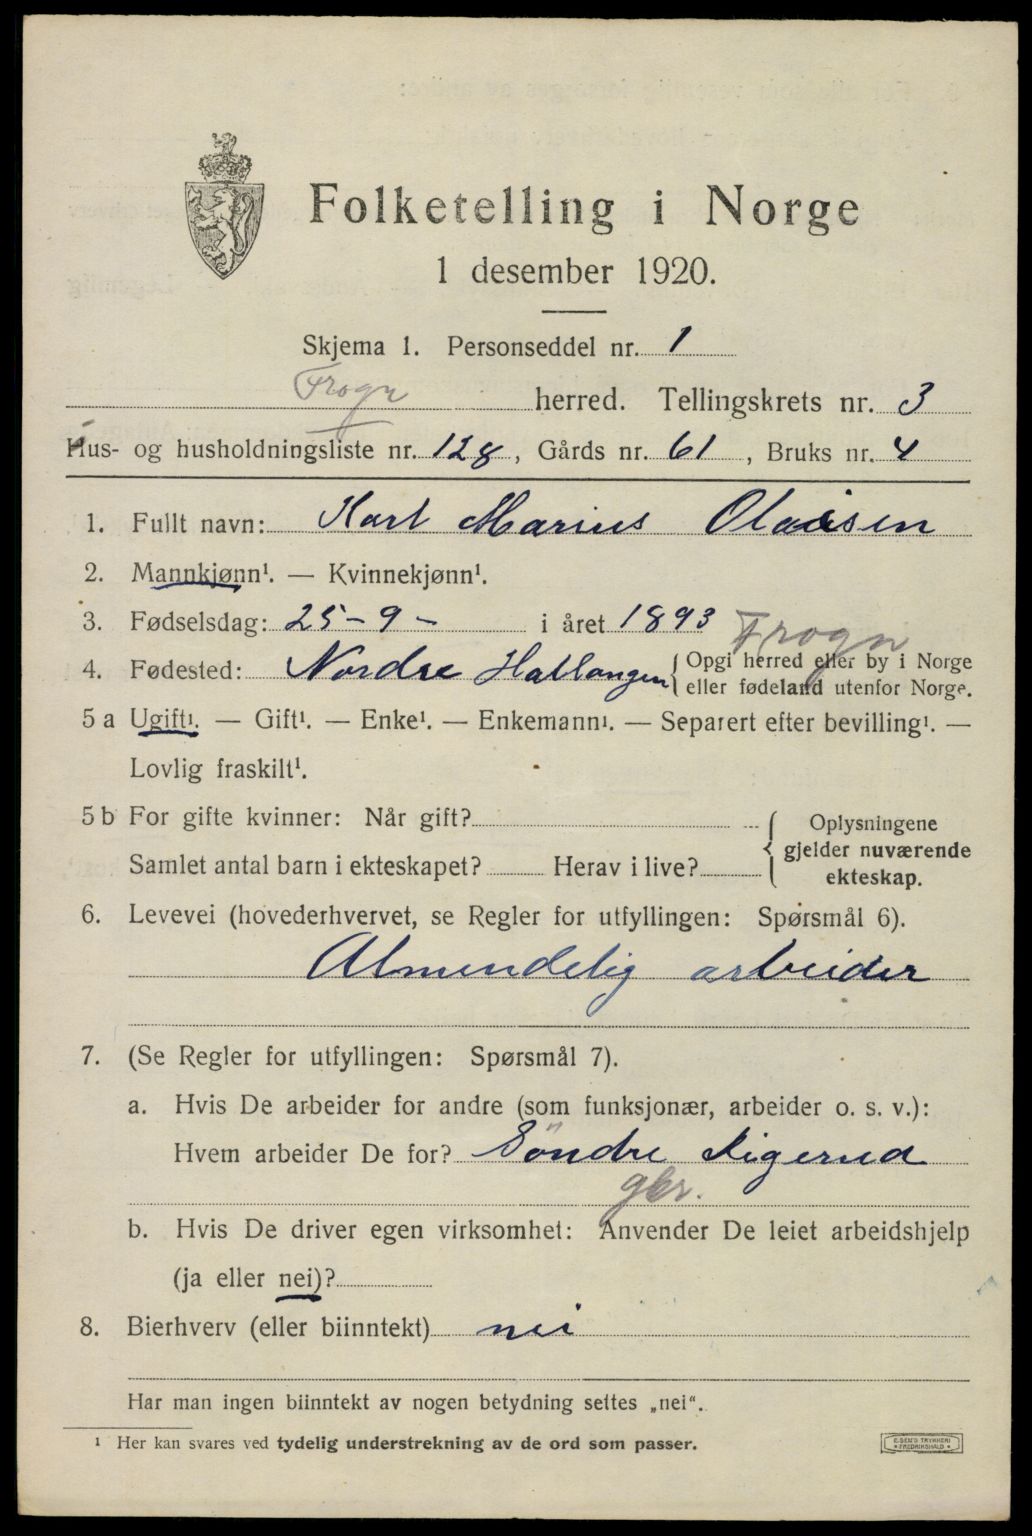 Folketelling i Norge
1 desember 1920.
Skjema 1. Personseddel nr. 1
Frogn herred. Tellingskrets nr. 3
Hus- og husholdningsliste nr. 128, Gårds nr. 61, Bruks nr. 4
1. Fullt navn: Karl Marius Olaisen
2. Mannkjønn¹. — Kvinnekjønn¹.
3. Fødselsdag: 25-9- i året 1893
Frogn
4. Fødested: Nordre Hallangen { Opgi herred eller by i Norge
eller fødeland utenfor Norge.
5 a Ugift¹. — Gift¹. — Enke¹. — Enkemann¹. — Separert efter bevilling¹. —
Lovlig fraskilt¹.
5 b For gifte kvinner: Når gift? Oplysningene
gjelder nuværende
Samlet antal barn i ekteskapet? Herav i live?
ekteskap.
6. Levevei (hovederhvervet, se Regler for utfyllingen: Spørsmål 6).
Almendelig arbeider
7. (Se Regler for utfyllingen: Spørsmål 7).
a. Hvis De arbeider for andre (som funksjonær, arbeider o. s. v.):
Hvem arbeider De for? Söndre
gbr.
b. Hvis De driver egen virksomhet: Anvender De leiet arbeidshjelp
(ja eller nei)?
8. Bierhverv (eller biinntekt) nei
Har man ingen biinntekt av nogen betydning settes „nei“.
¹ Her kan svares ved tydelig understrekning av de ord som passer.
E. SEM'S TRYKKERI
FREDRIKSHALD